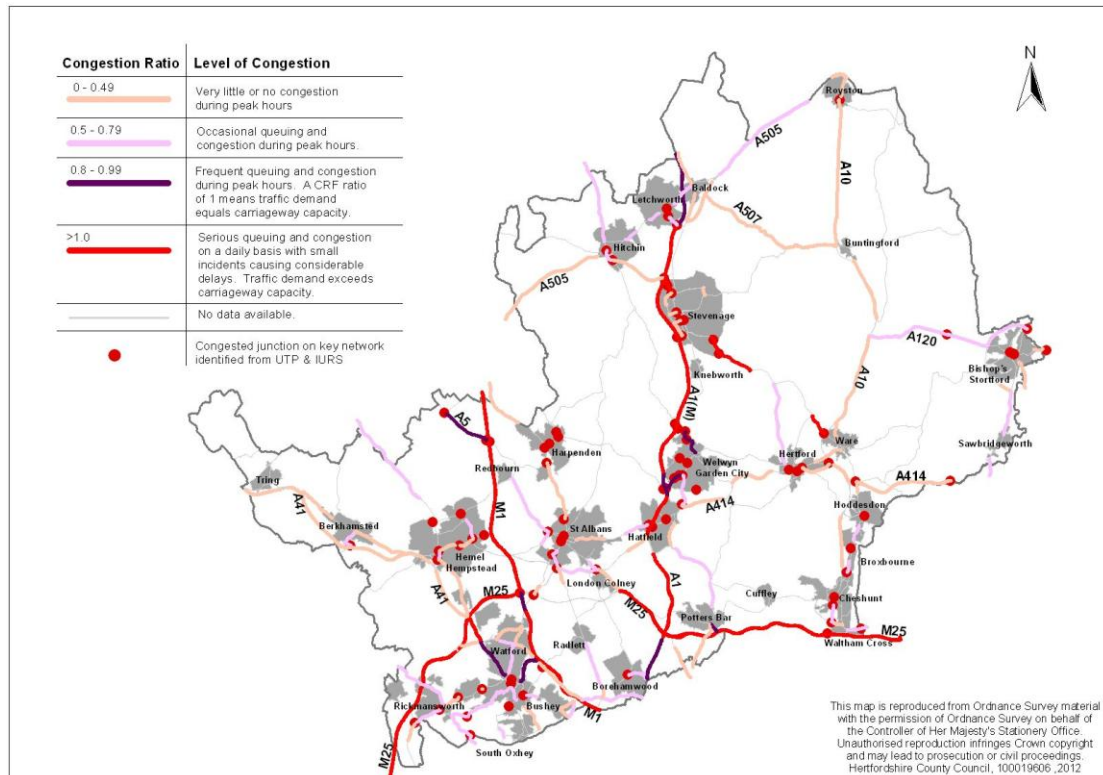 Congestion Ratio
Level of Congestion
0 - 0.49
Very little or no congestion
during peak hours
0.5 - 0.79
Occasional queuing and
congestion during peak hours.
0.8 - 0.99
Frequent queuing and congestion
during peak hours. A CRF ratio
of 1 means traffic demand
equals carriageway capacity.
>1.0
Serious queuing and congestion
on a daily basis with small
incidents causing considerable
delays. Traffic demand exceeds
carriageway capacity.
No data available.
Congested junction on key network
identified from UTP & IURS
N
Royston
A505
A10
Baldock
Letchworth
A507
Hitchin
Buntingford
A505
Stevenage
A120
Bishop's
Stortford
Knebworth
A10
A1(M)
A5
Harpenden
Ware
Sawbridgeworth
Redbourn
Welwyn
Garden City
Hertford
Tring
A414
A414
M1
Hoddesdon
A41
Berkhamsted
St Albans
Hatfield
Hemel
Hempstead
Broxbourne
London Colney
A1
Cuffley
Cheshunt
A41
M25
M25
Potters Bar
Waltham Cross
M25
Watford
Radlett
Borehamwood
Rickmansworth
Bushey
M1
South Oxhey
M25
This map is reproduced from Ordnance Survey material
with the permission of Ordnance Survey on behalf of
the Controller of Her Majesty's Stationery Office.
Unauthorised reproduction infringes Crown copyright
and may lead to prosecution or civil proceedings.
Hertfordshire County Council, 100019606 ,2012